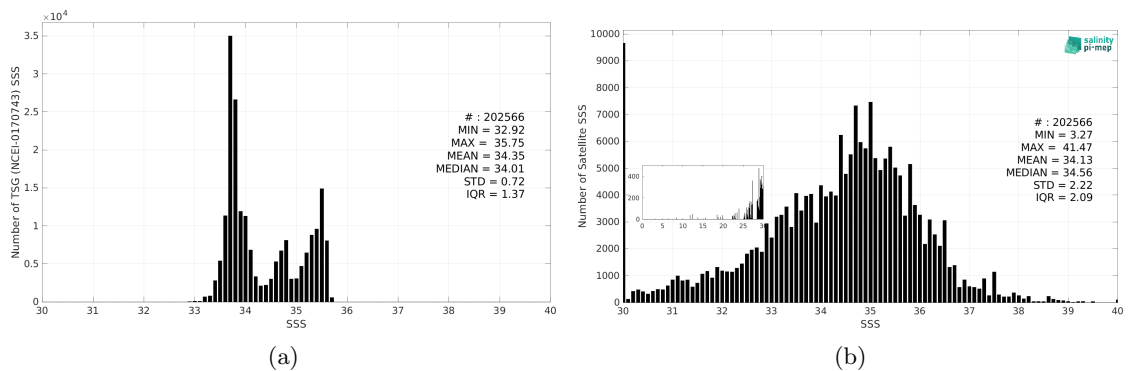 ×10⁴
3.5
3
2.5
2
1.5
1
0.5
0
Number of TSG (NCEI-0170743) SSS
# : 202566
MIN = 32.92
MAX = 35.75
MEAN = 34.35
MEDIAN = 34.01
STD = 0.72
IQR = 1.37
30 31 32 33 34 35 36 37 38 39 40
SSS
(a)
10000
9000
8000
7000
6000
5000
4000
3000
2000
1000
0
Number of Satellite SSS
salinity
pi-mep
# : 202566
MIN = 3.27
MAX = 41.47
MEAN = 34.13
MEDIAN = 34.56
STD = 2.22
IQR = 2.09
400
200
0
0 5 10 15 20 25 30
30 31 32 33 34 35 36 37 38 39 40
SSS
(b)